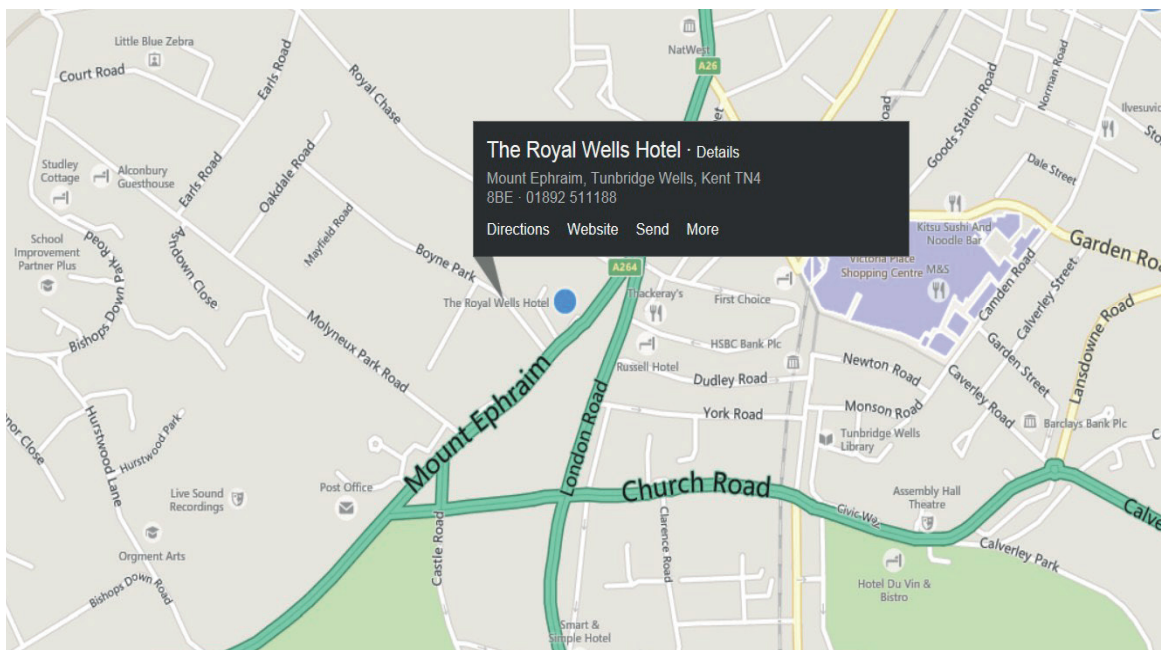 Little Blue Zebra
Court Road
Earls Road
Royal Chase
NatWest
A26
Road
Goods Station Road
Norman Road
Ilvesuvio
Dale Street
Studley
Cottage
Alconbury
Guesthouse
Earls Road
Oakdale Road
Mayfield Road
The Royal Wells Hotel · Details
Mount Ephraim, Tunbridge Wells, Kent TN4
8BE · 01892 511188
Directions Website Send More
School
Improvement
Partner Plus
Bishops Down Park Road
Ashdown Close
Boyne Park
A264
Kitsu Sushi And
Noodle Bar
Victoria Place
Shopping Centre
M&S
Garden Roa
Camden Road
Calverley Street
The Royal Wells Hotel
Thackeray's
First Choice
Molyneux Park Road
HSBC Bank Plc
Russell Hotel
Dudley Road
Newton Road
Garden Street
Lansdowne Road
Mount Ephraim
London Road
York Road
Monson Road
Caverley Road
Barclays Bank Plc
Tunbridge Wells
Library
nor Close
Hurstwood Lane
Hurstwood Park
Live Sound
Recordings
Post Office
Church Road
Assembly Hall
Theatre
Civic Way
Calve
Orgment Arts
Castle Road
Clarence Road
Calverley Park
Bishops Down Road
Hotel Du Vin &
Bistro
Smart &
Simple Hotel